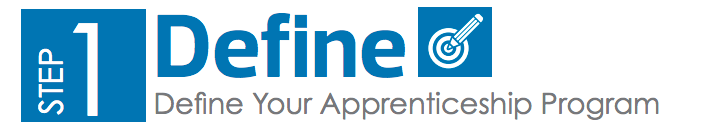 STEP 1
Define
Define Your Apprenticeship Program